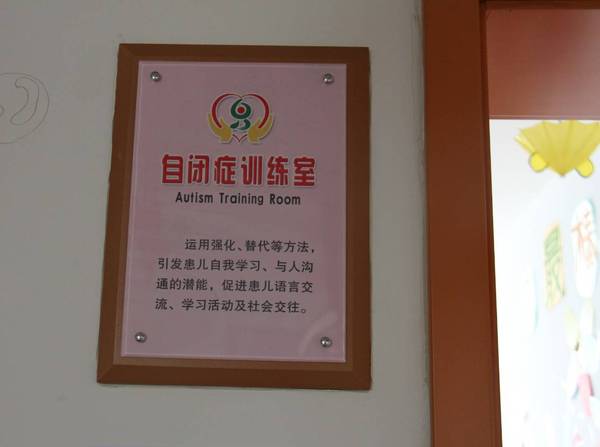 自闭症训练室
Autism Training Room
运用强化、替代等方法，
引发患儿自我学习、与人沟
通的潜能，促进患儿语言交
流、学习活动及社会交往。